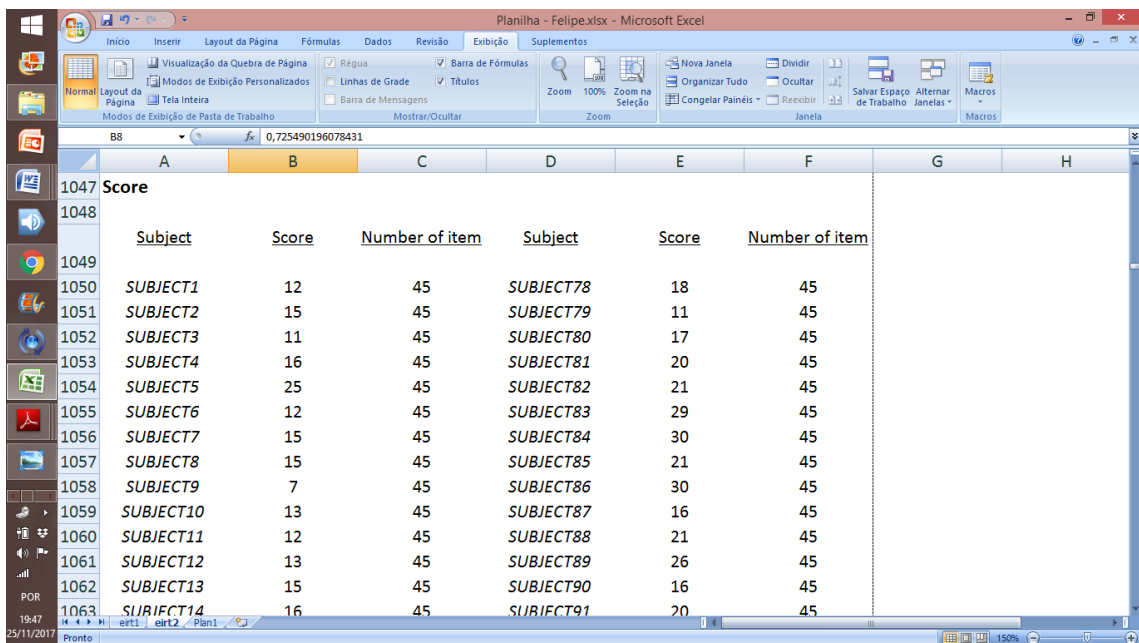 Planilha - Felipe.xlsx - Microsoft Excel
Início Inserir Layout da Página Fórmulas Dados Revisão Exibição Suplementos
Normal
Layout da Página
Visualização da Quebra de Página
Modos de Exibição Personalizados
Tela Inteira
Modos de Exibição de Pasta de Trabalho
Régua
Linhas de Grade
Barra de Mensagens
Barra de Fórmulas
Títulos
Mostrar/Ocultar
Zoom
100%
Zoom na Seleção
Zoom
Nova Janela
Organizar Tudo
Congelar Painéis
Dividir
Ocultar
Reexibir
Salvar Espaço de Trabalho
Alternar Janelas
Janela
Macros
Macros
B8 fx 0,725490196078431
A B C D E F G H
1047 Score
1048
1049 Subject Score Number of item Subject Score Number of item
1050 SUBJECT1 12 45 SUBJECT78 18 45
1051 SUBJECT2 15 45 SUBJECT79 11 45
1052 SUBJECT3 11 45 SUBJECT80 17 45
1053 SUBJECT4 16 45 SUBJECT81 20 45
1054 SUBJECT5 25 45 SUBJECT82 21 45
1055 SUBJECT6 12 45 SUBJECT83 29 45
1056 SUBJECT7 15 45 SUBJECT84 30 45
1057 SUBJECT8 15 45 SUBJECT85 21 45
1058 SUBJECT9 7 45 SUBJECT86 30 45
1059 SUBJECT10 13 45 SUBJECT87 16 45
1060 SUBJECT11 12 45 SUBJECT88 21 45
1061 SUBJECT12 13 45 SUBJECT89 26 45
1062 SUBJECT13 15 45 SUBJECT90 16 45
1063 SUBJECT14 16 45 SUBJECT91 20 45
eirt1 eirt2 Plan1
Pronto
150%
POR
19:47
25/11/2017